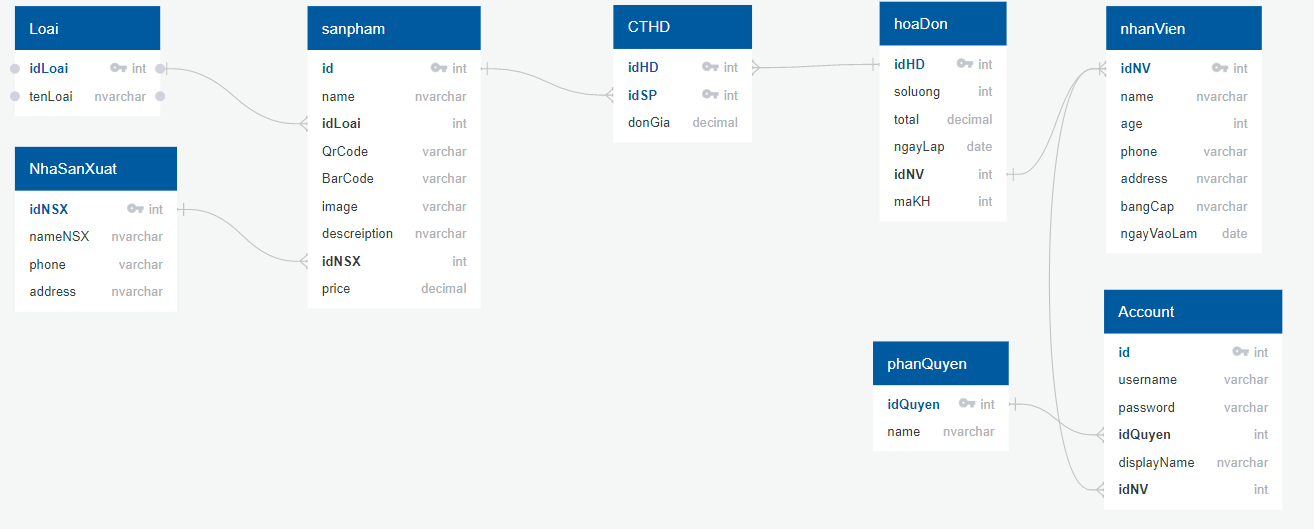 Loai
idLoai int
tenLoai nvarchar
NhaSanXuat
idNSX int
nameNSX nvarchar
phone varchar
address nvarchar
sanpham
id int
name nvarchar
idLoai int
QrCode varchar
BarCode varchar
image varchar
descreiption nvarchar
idNSX int
price decimal
CTHD
idHD int
idSP int
donGia decimal
hoaDon
idHD int
soluong int
total decimal
ngayLap date
idNV int
maKH int
phanQuyen
idQuyen int
name nvarchar
nhanVien
idNV int
name nvarchar
age int
phone varchar
address nvarchar
bangCap nvarchar
ngayVaoLam date
Account
id int
username varchar
password varchar
idQuyen int
displayName nvarchar
idNV int